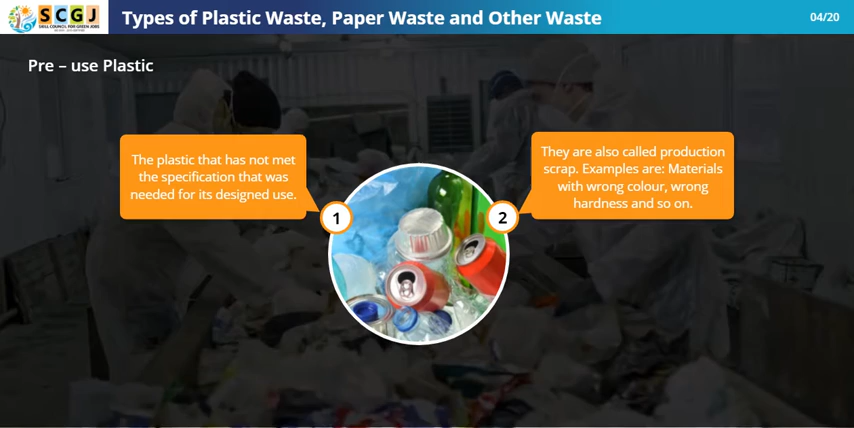 SCGJ
SKILL COUNCIL FOR GREEN JOBS
Types of Plastic Waste, Paper Waste and Other Waste
04/20
Pre – use Plastic
The plastic that has not met
the specification that was
needed for its designed use.
1
They are also called production
scrap. Examples are: Materials
with wrong colour, wrong
hardness and so on.
2